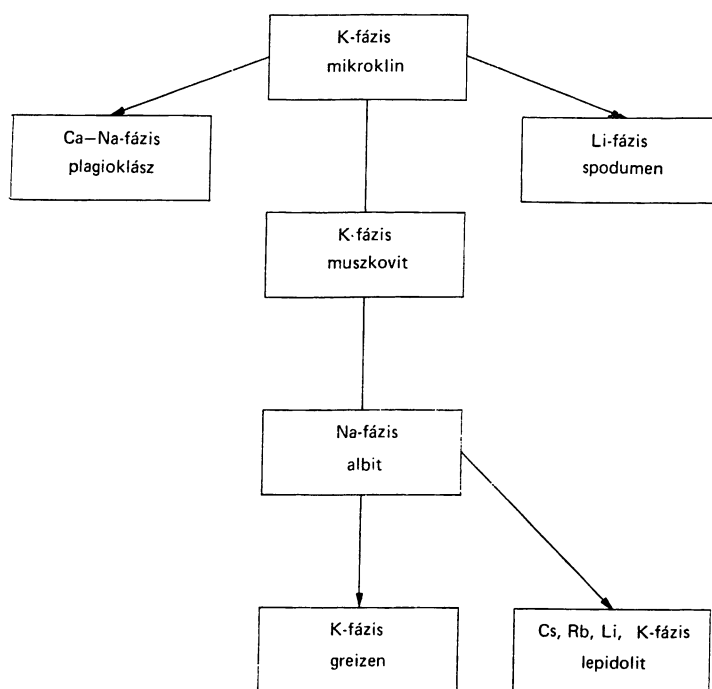 K-fázis
mikroklin
Ca–Na-fázis
plagioklász
Li-fázis
spodumen
K-fázis
muszkovit
Na-fázis
albit
K-fázis
greizen
Cs, Rb, Li, K-fázis
lepidolit